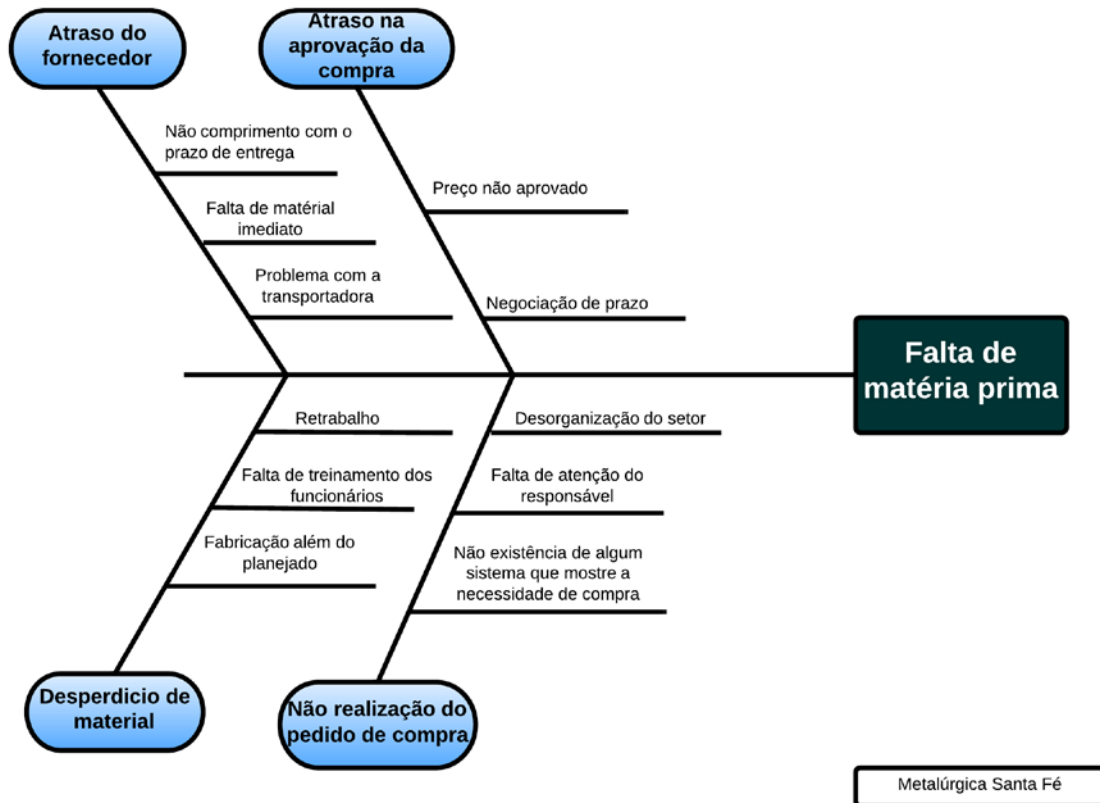 Atraso do
fornecedor
Atraso na
aprovação da
compra
Não comprimento com o
prazo de entrega
Falta de matérial
imediato
Problema com a
transportadora
Preço não aprovado
Negociação de prazo
Falta de
matéria prima
Retrabalho
Falta de treinamento dos
funcionários
Fabricação além do
planejado
Desorganização do setor
Falta de atenção do
responsável
Não existência de algum
sistema que mostre a
necessidade de compra
Desperdicio de
material
Não realização do
pedido de compra
Metalúrgica Santa Fé